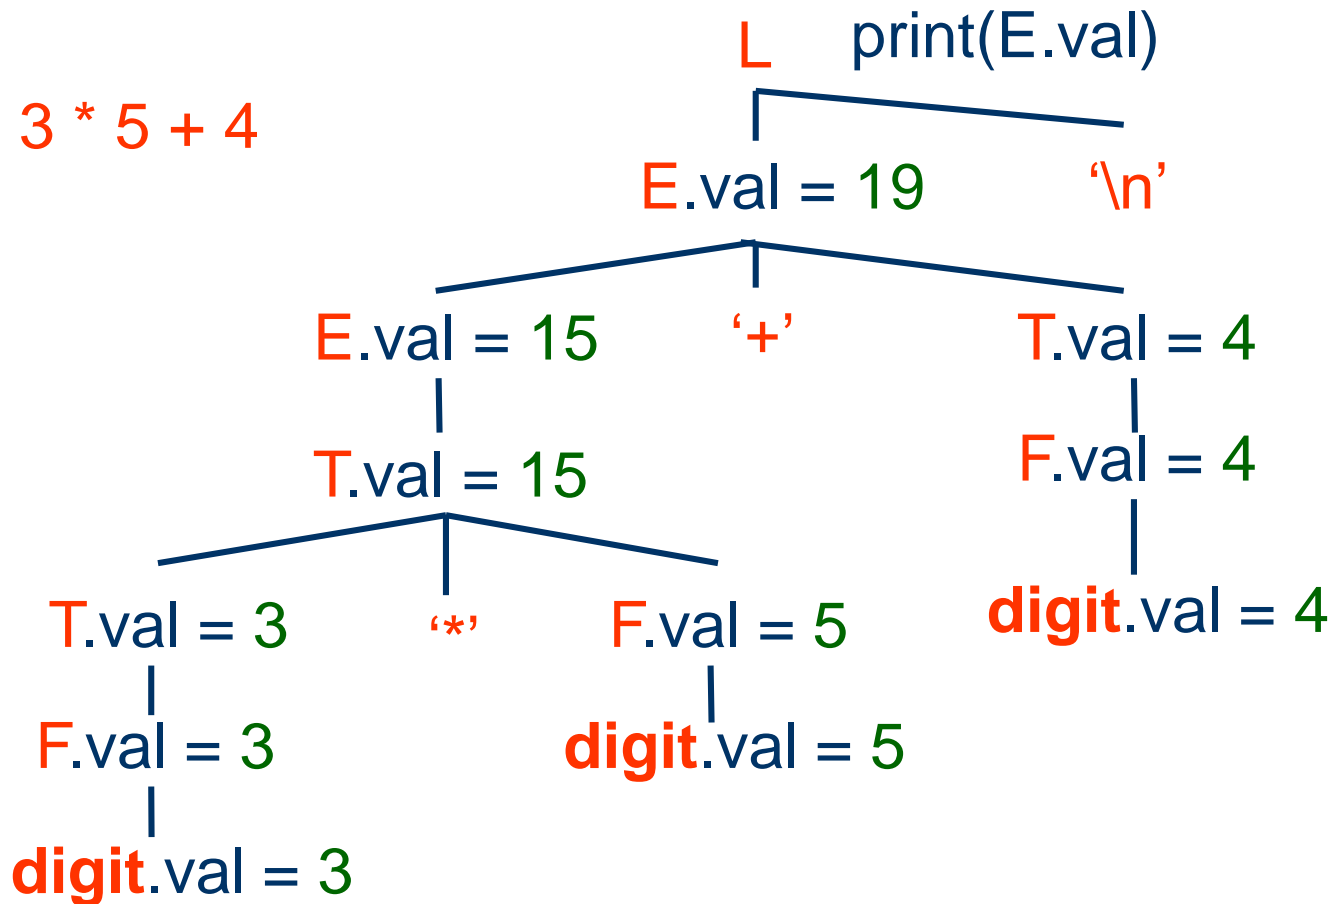 L print(E.val)
3 * 5 + 4
E.val = 19 ‘\n’
E.val = 15 ‘+’ T.val = 4
T.val = 15 F.val = 4
T.val = 3 ‘*’ F.val = 5 digit.val = 4
F.val = 3 digit.val = 5
digit.val = 3